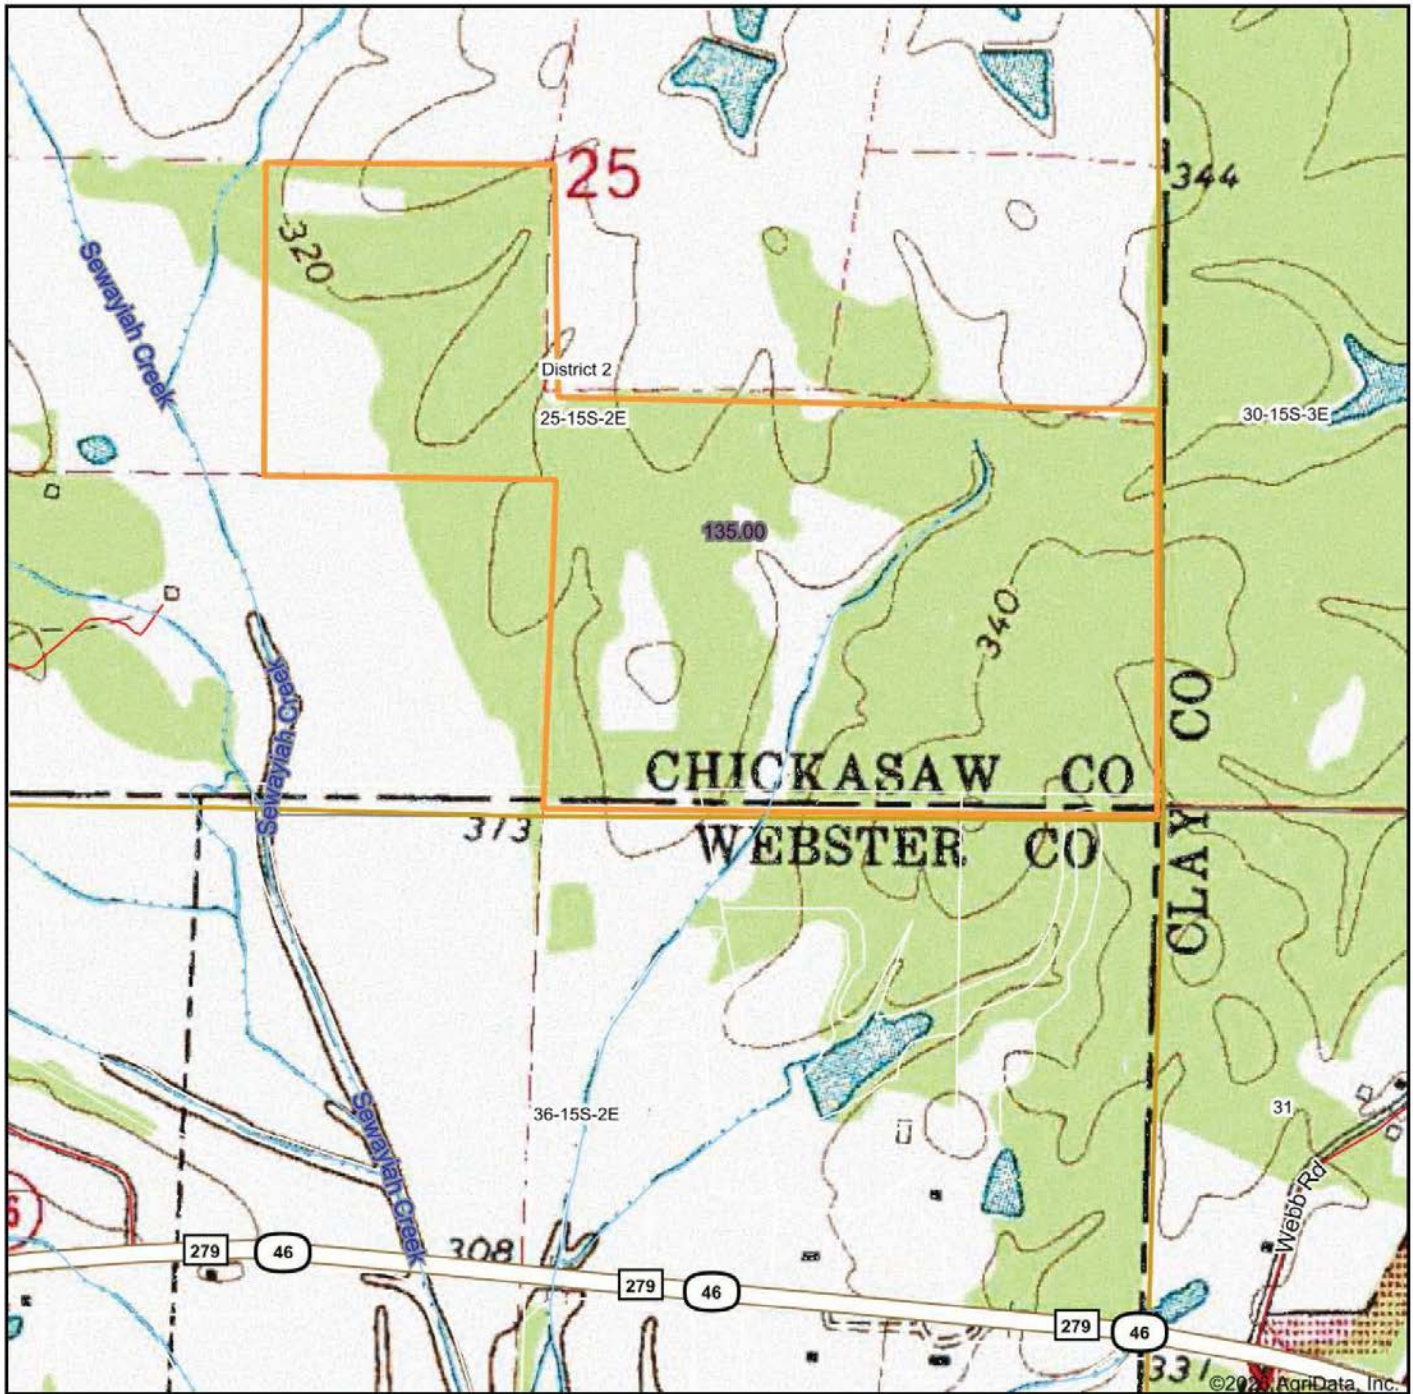 25
344
320
Sewayiah Creek
District 2
25-15S-2E
30-15S-3E
135.00
340
Sewayiah Creek
CHICKASAW CO
CLAY CO
313
WEBSTER CO
36-15S-2E
31
Sewayiah Creek
Webb Rd
6
308
279
46
279
46
279
46
331
AgriData, Inc.